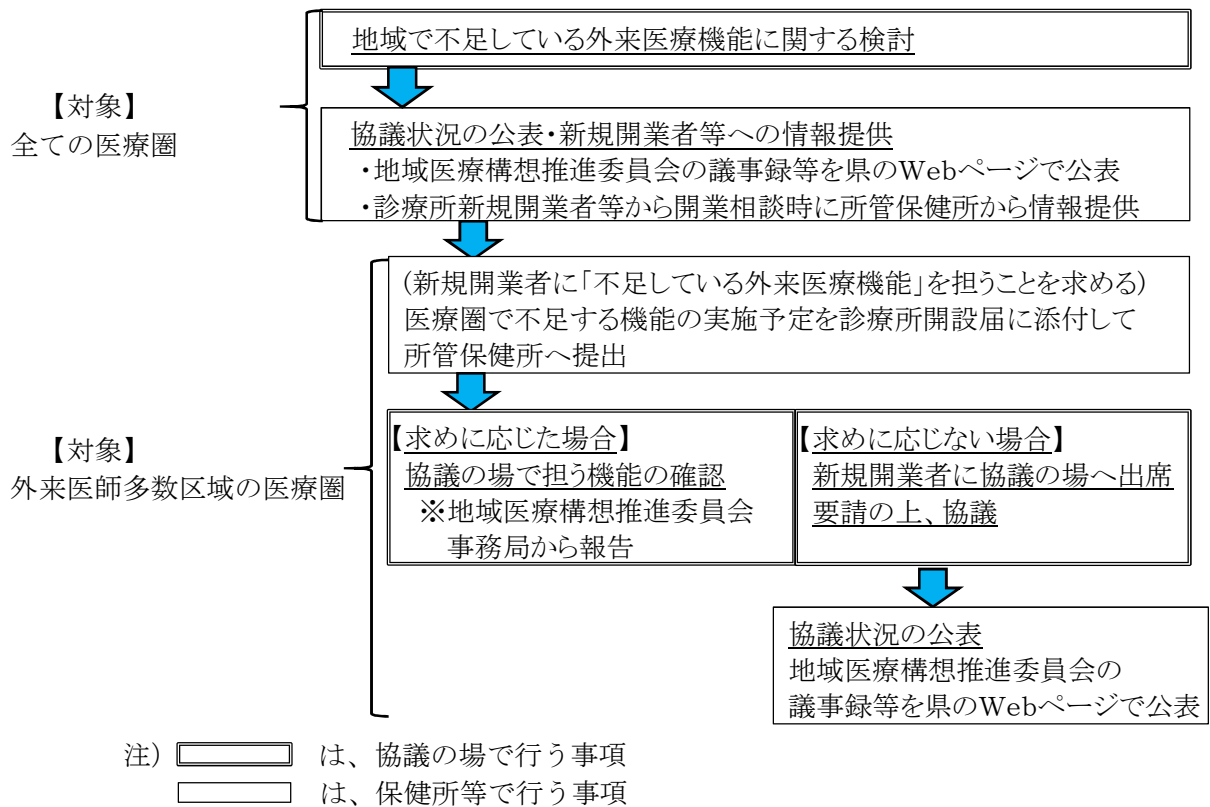 地域で不足している外来医療機能に関する検討
【対象】
全ての医療圏
協議状況の公表・新規開業者等への情報提供
・地域医療構想推進委員会の議事録等を県のWebページで公表
・診療所新規開業者等から開業相談時に所管保健所から情報提供
(新規開業者に「不足している外来医療機能」を担うことを求める)
医療圏で不足する機能の実施予定を診療所開設届に添付して
所管保健所へ提出
【対象】
外来医師多数区域の医療圏
【求めに応じた場合】
協議の場で担う機能の確認
※地域医療構想推進委員会
事務局から報告
【求めに応じない場合】
新規開業者に協議の場へ出席
要請の上、協議
協議状況の公表
地域医療構想推進委員会の
議事録等を県のWebページで公表
注) は、協議の場で行う事項
は、保健所等で行う事項